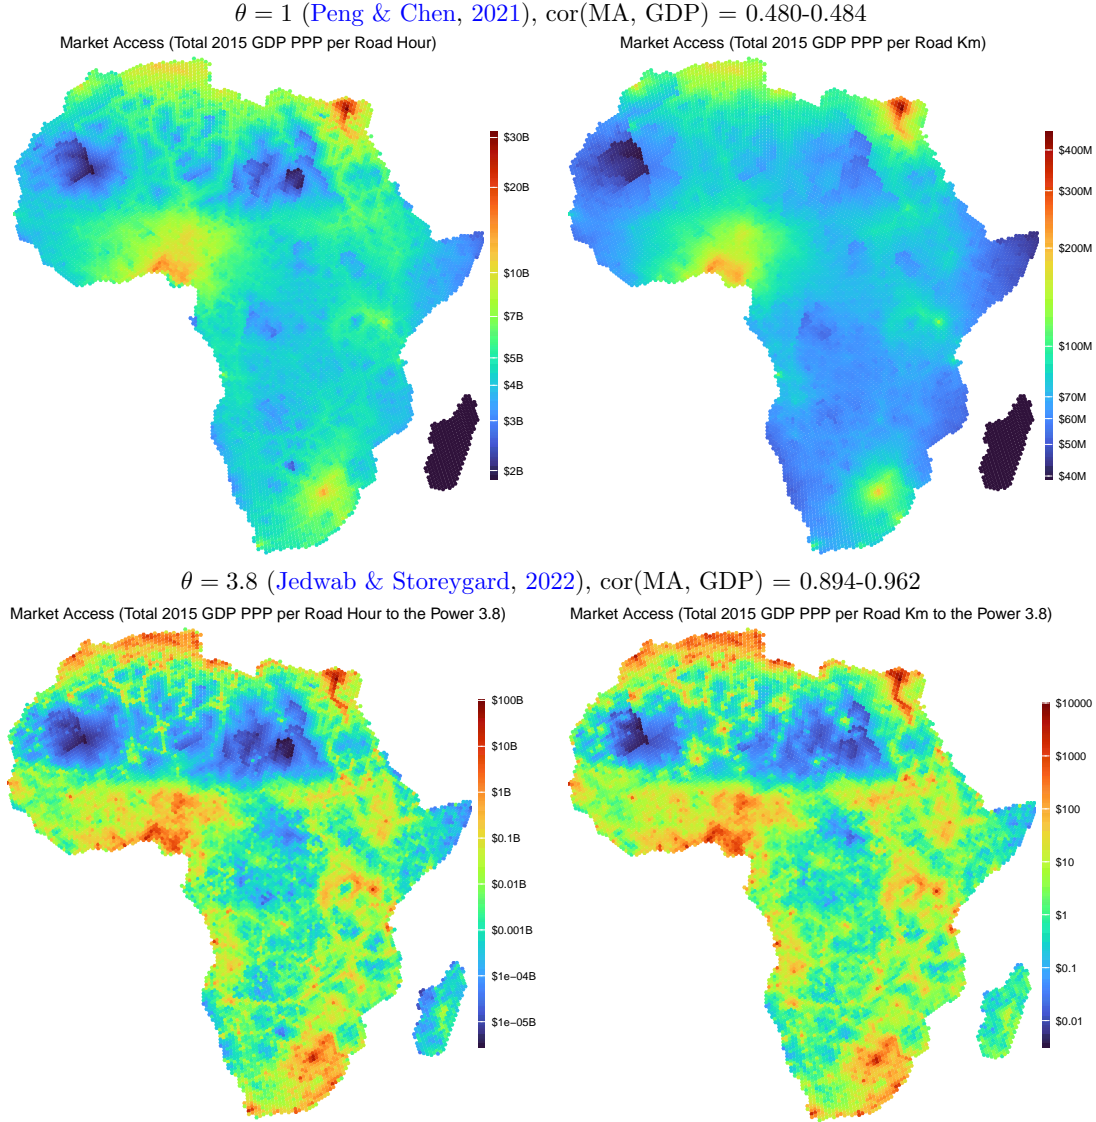 θ = 1 (Peng & Chen, 2021), cor(MA, GDP) = 0.480-0.484
Market Access (Total 2015 GDP PPP per Road Hour)
$30B
$20B
$10B
$7B
$5B
$4B
$3B
$2B
Market Access (Total 2015 GDP PPP per Road Km)
$400M
$300M
$200M
$100M
$70M
$60M
$50M
$40M
θ = 3.8 (Jedwab & Storeygard, 2022), cor(MA, GDP) = 0.894-0.962
Market Access (Total 2015 GDP PPP per Road Hour to the Power 3.8)
$100B
$10B
$1B
$0.1B
$0.01B
$0.001B
$1e-04B
$1e-05B
Market Access (Total 2015 GDP PPP per Road Km to the Power 3.8)
$10000
$1000
$100
$10
$1
$0.1
$0.01